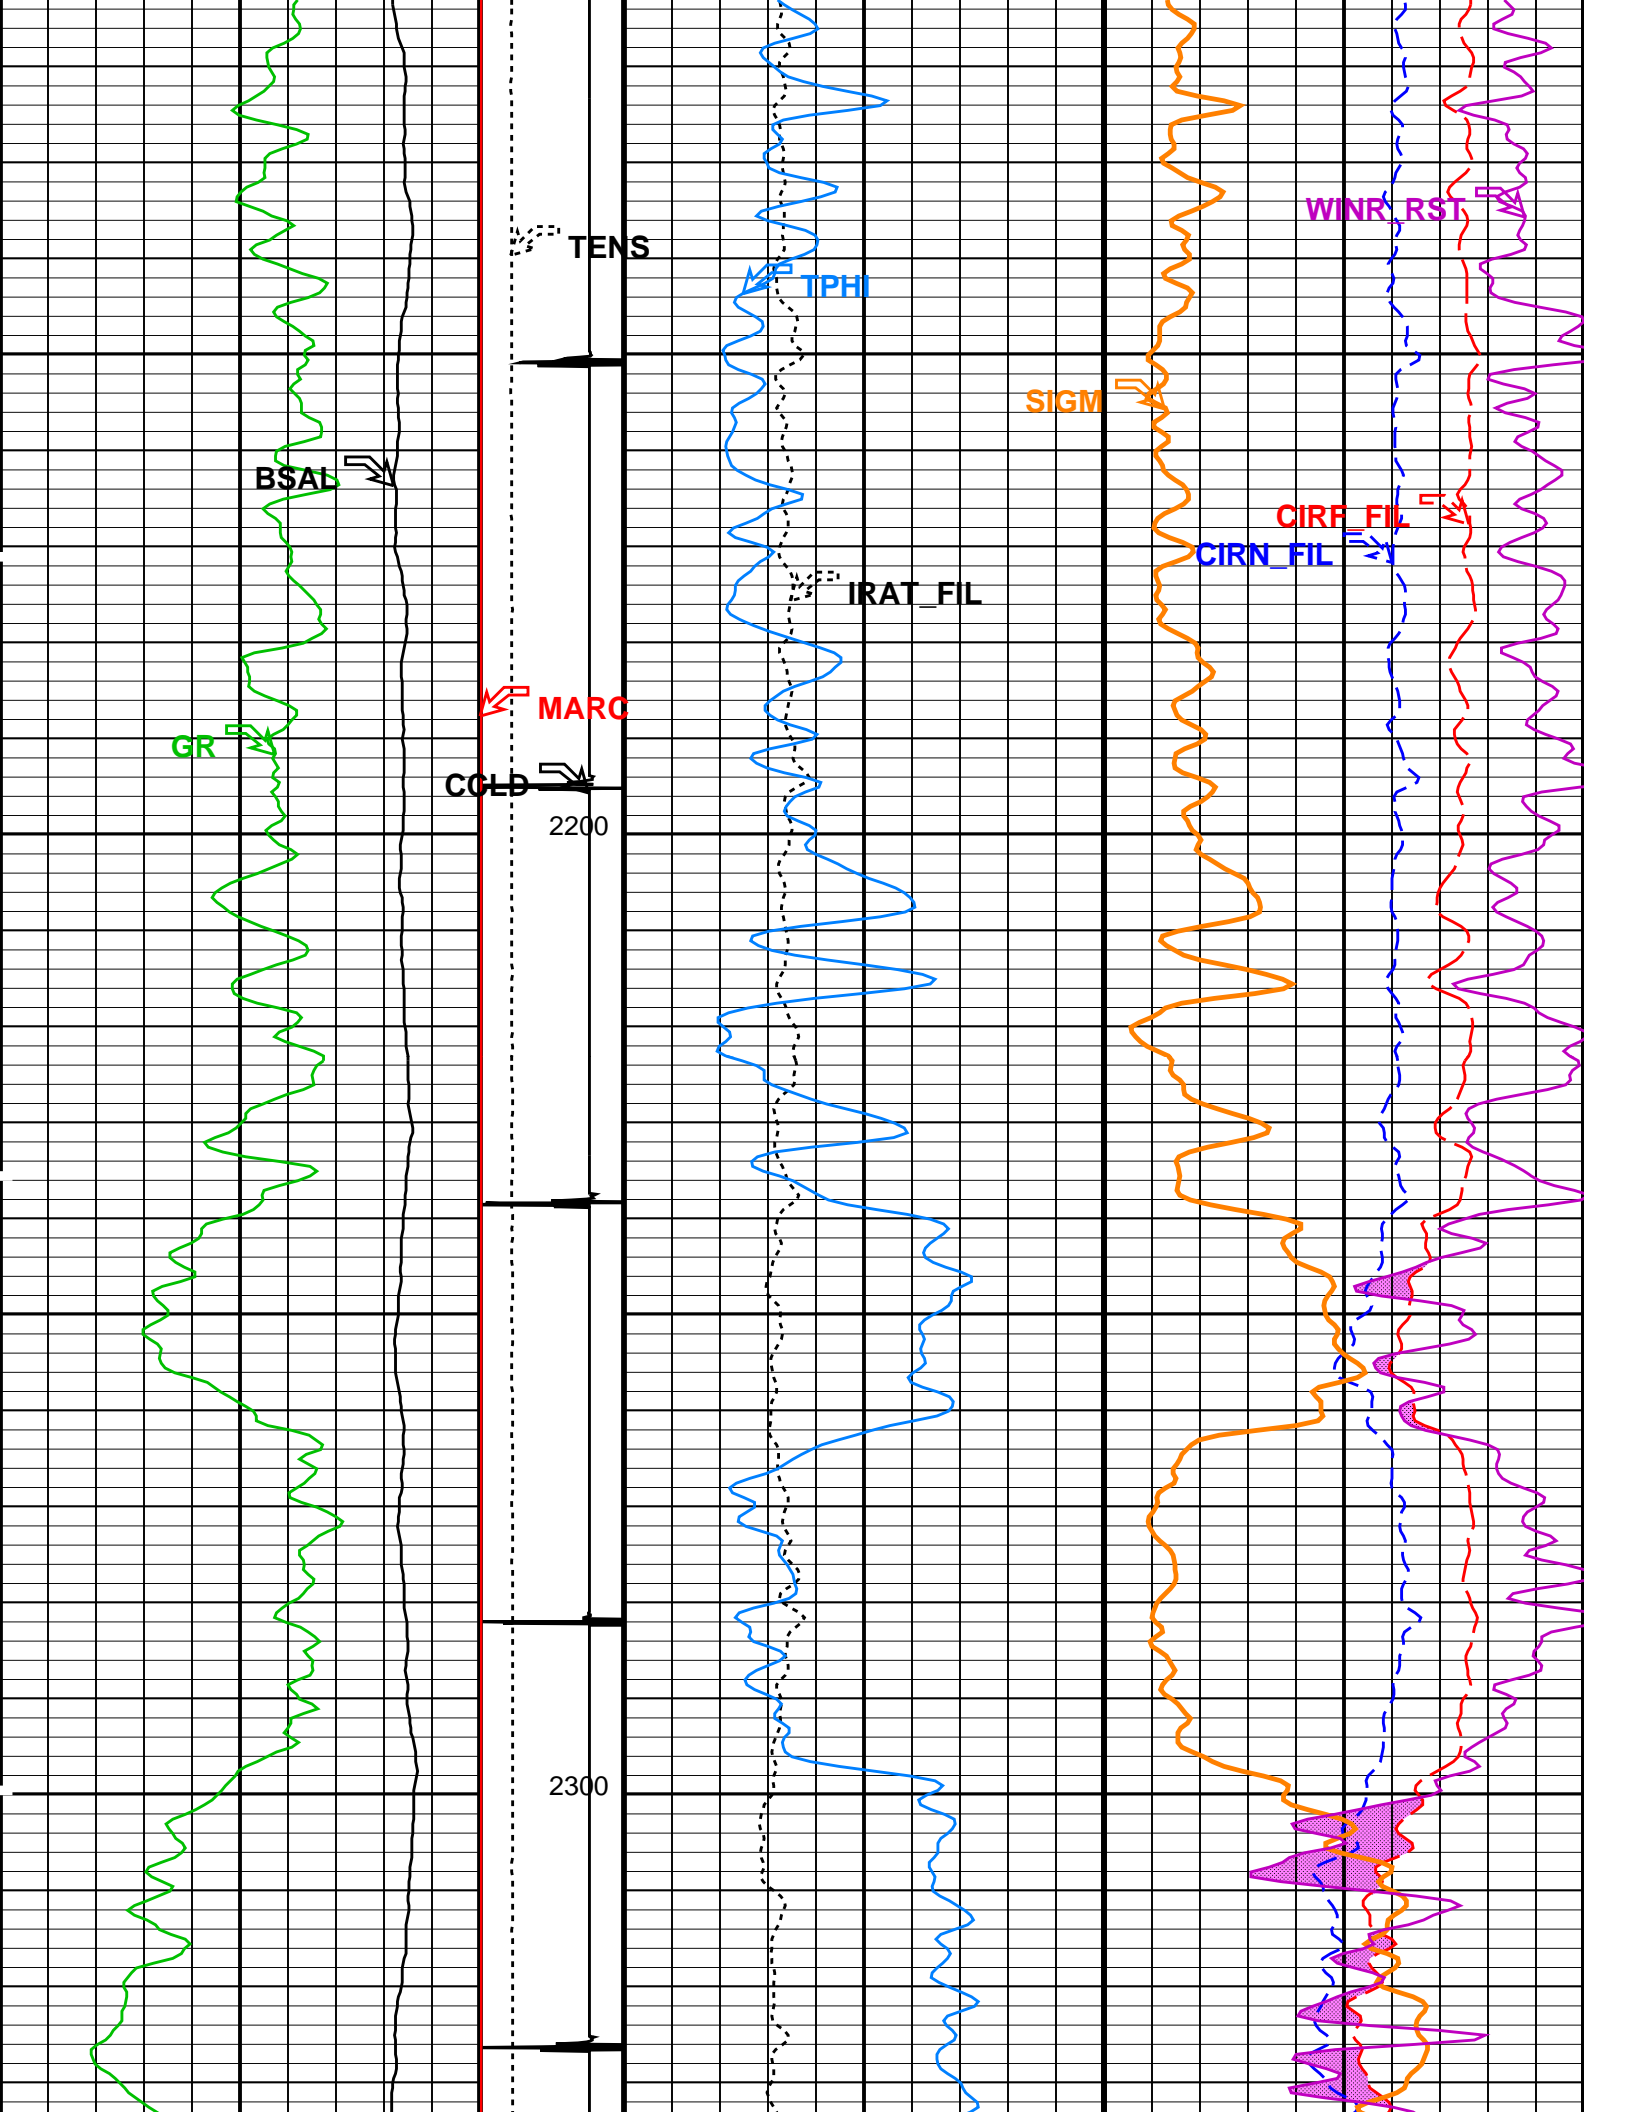 WINR_RST
TENS
TPHI
SIGM
BSAL
CIRF_FIL
CIRN_FIL
IRAT_FIL
MARC
GR
CCLD
2200
2300